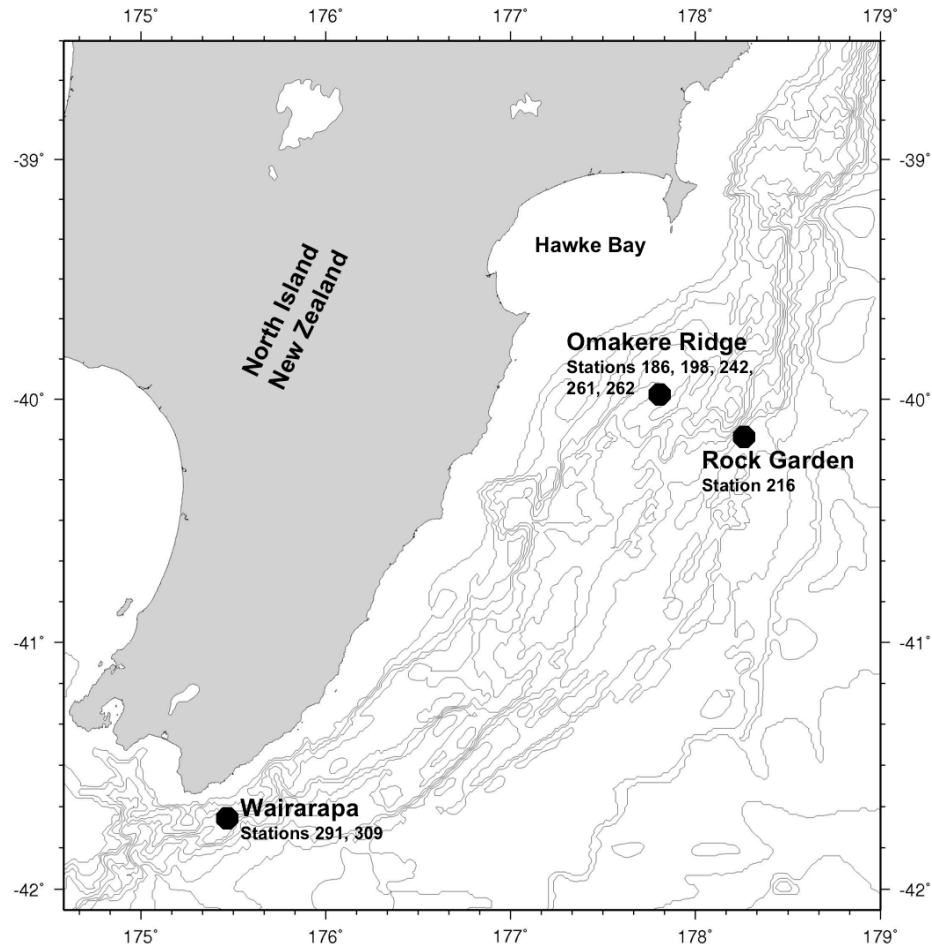 175˚ 176˚ 177˚ 178˚ 179˚
-39˚ -39˚
Hawke Bay
North Island
New Zealand
Omakere Ridge
Stations 186, 198, 242,
261, 262
-40˚ -40˚
Rock Garden
Station 216
-41˚ -41˚
Wairarapa
Stations 291, 309
-42˚ -42˚
175˚ 176˚ 177˚ 178˚ 179˚